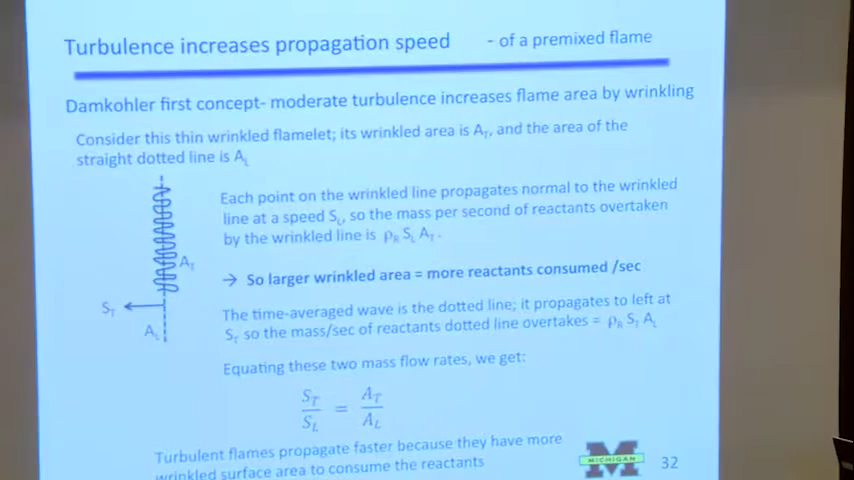 Turbulence increases propagation speed - of a premixed flame
Damkohler first concept- moderate turbulence increases flame area by wrinkling
Consider this thin wrinkled flamelet; its wrinkled area is A_T, and the area of the
straight dotted line is A_L
Each point on the wrinkled line propagates normal to the wrinkled
line at a speed S_L, so the mass per second of reactants overtaken
by the wrinkled line is ρ_R S_L A_T.
A_T
→ So larger wrinkled area = more reactants consumed /sec
S_T
The time-averaged wave is the dotted line; it propagates to left at
A_L
S_T so the mass/sec of reactants dotted line overtakes = ρ_R S_T A_L
Equating these two mass flow rates, we get:
S_T / S_L = A_T / A_L
Turbulent flames propagate faster because they have more
wrinkled surface area to consume the reactants
MICHIGAN
32